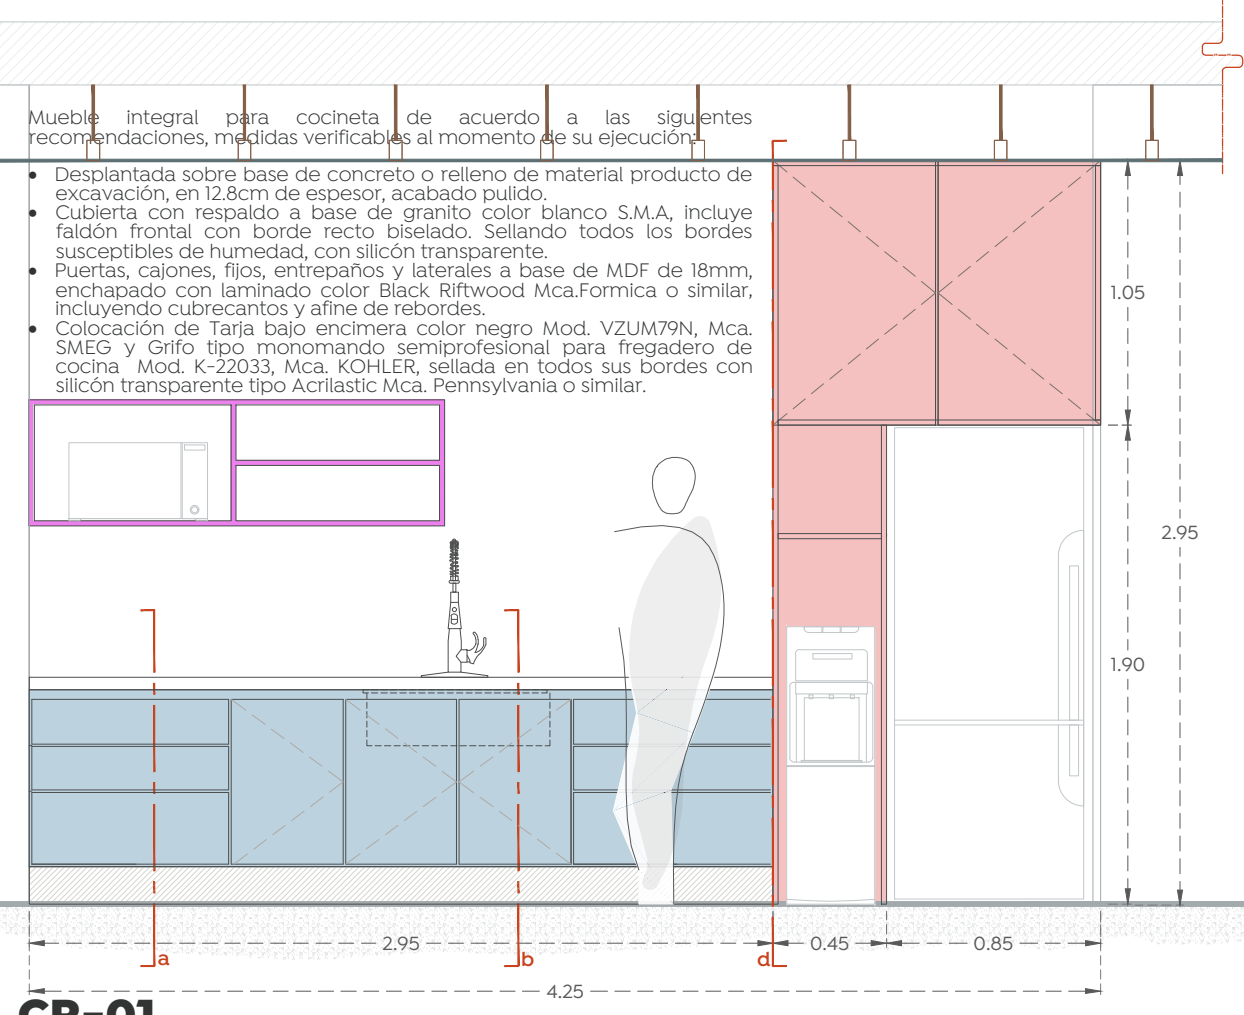 Mueble integral para cocineta de acuerdo a las siguientes
recomendaciones, medidas verificables al momento de su ejecución:
• Desplantada sobre base de concreto o relleno de material producto de
excavación, en 12.8cm de espesor, acabado pulido.
• Cubierta con respaldo a base de granito color blanco S.M.A, incluye
faldón frontal con borde recto biselado. Sellando todos los bordes
susceptibles de humedad, con silicón transparente.
• Puertas, cajones, fijos, entrepaños y laterales a base de MDF de 18mm,
enchapado con laminado color Black Riftwood Mca.Formica o similar,
incluyendo cubrecantos y afine de rebordes.
• Colocación de Tarja bajo encimera color negro Mod. VZUM79N, Mca.
SMEG y Grifo tipo monomando semiprofesional para fregadero de
cocina Mod. K-22033, Mca. KOHLER, sellada en todos sus bordes con
silicón transparente tipo Acrilastic Mca. Pennsylvania o similar.
1.05
2.95
1.90
2.95
0.45
0.85
a
b
d
4.25
CB-01